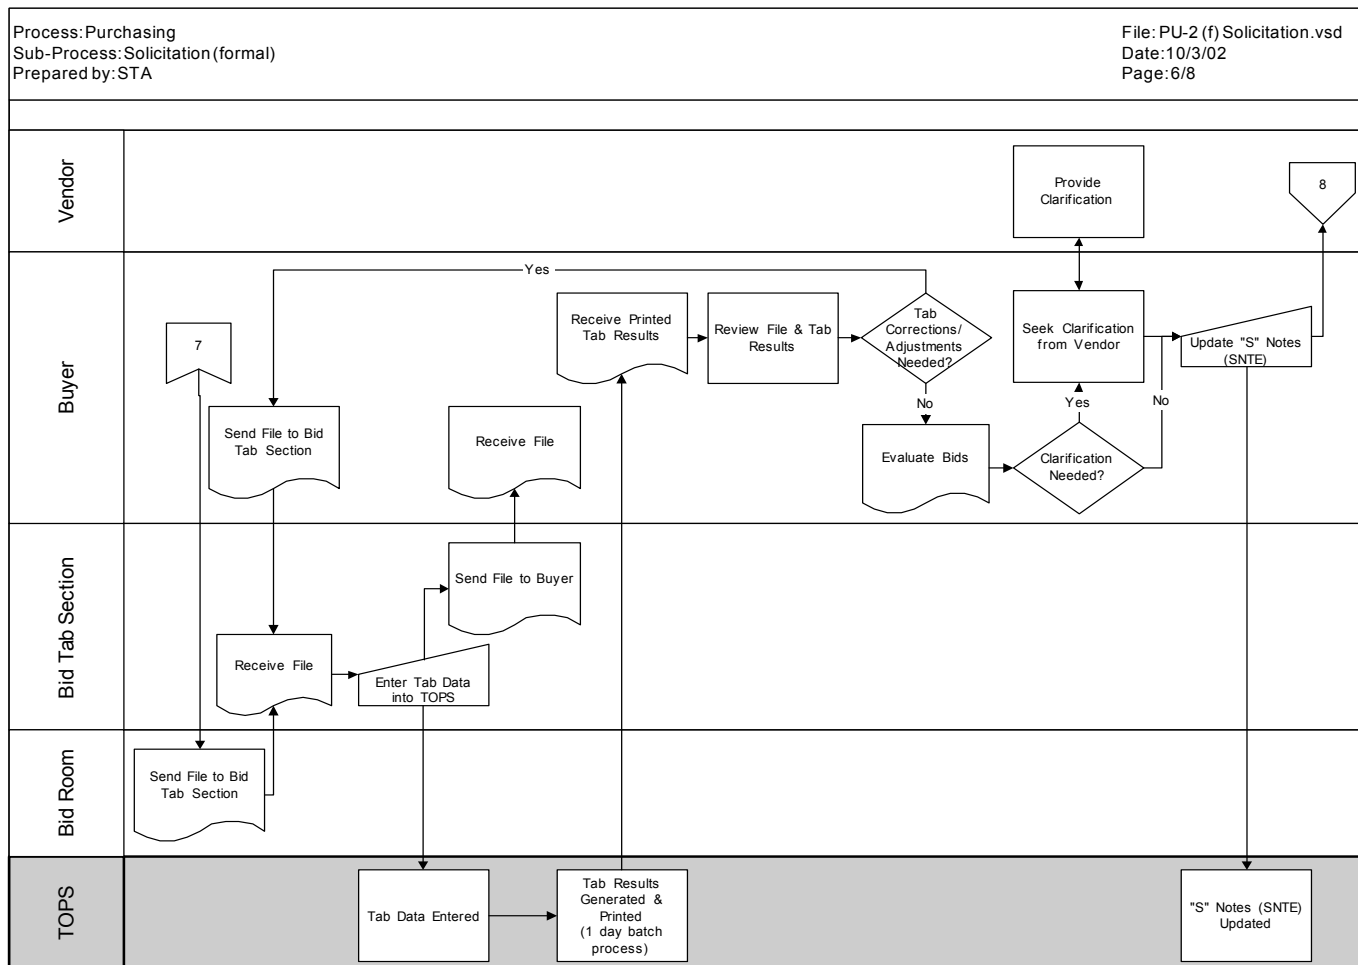 Process: Purchasing
Sub-Process: Solicitation (formal)
Prepared by: STA
File: PU-2 (f) Solicitation.vsd
Date: 10/3/02
Page: 6/8
Vendor
Provide
Clarification
8
Buyer
Yes
7
Send File to Bid
Tab Section
Receive File
Receive Printed
Tab Results
Review File & Tab
Results
Tab
Corrections/
Adjustments
Needed?
No
Evaluate Bids
Seek Clarification
from Vendor
Yes
No
Clarification
Needed?
Update "S" Notes
(SNTE)
Bid Tab Section
Send File to Buyer
Receive File
Enter Tab Data
into TOPS
Bid Room
Send File to Bid
Tab Section
TOPS
Tab Data Entered
Tab Results
Generated &
Printed
(1 day batch
process)
"S" Notes (SNTE)
Updated